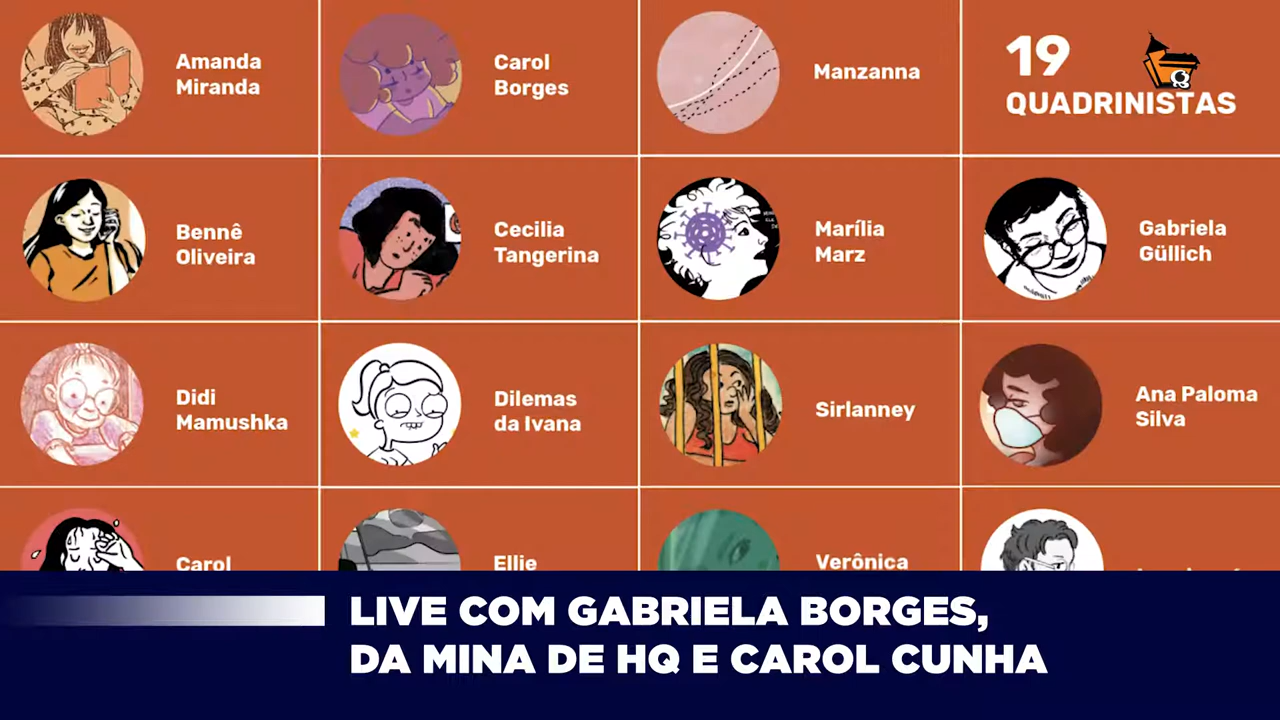 Amanda
Miranda
Carol
Borges
Manzanna
19
QUADRINISTAS
Bennê
Oliveira
Cecilia
Tangerina
Marília
Marz
Gabriela
Güllich
Didi
Mamushka
Dilemas
da Ivana
Sirlanney
Ana Paloma
Silva
Carol
Ellie
Verônica
LIVE COM GABRIELA BORGES,
DA MINA DE HQ E CAROL CUNHA